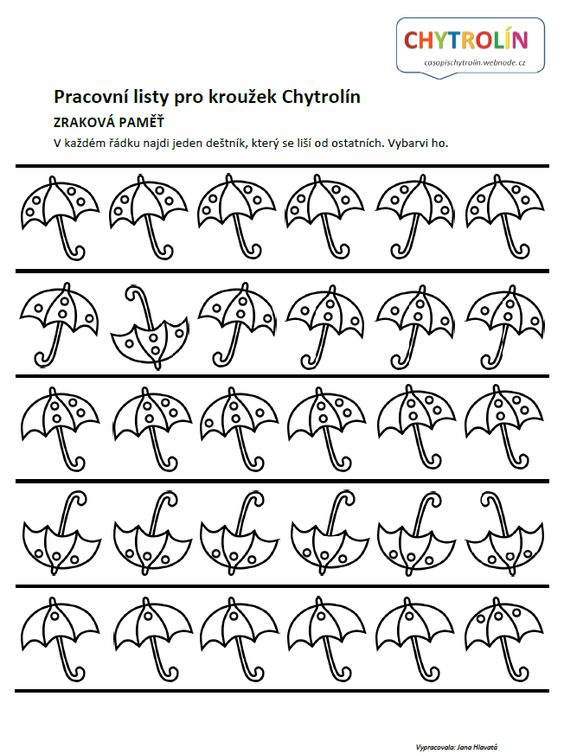 CHYTROLÍN
casopischytrolin.webnode.cz
Pracovní listy pro kroužek Chytrolín
ZRAKOVÁ PAMĚŤ
V každém řádku najdi jeden deštník, který se liší od ostatních. Vybarvi ho.
Vypracovala: Jana Hlavatá